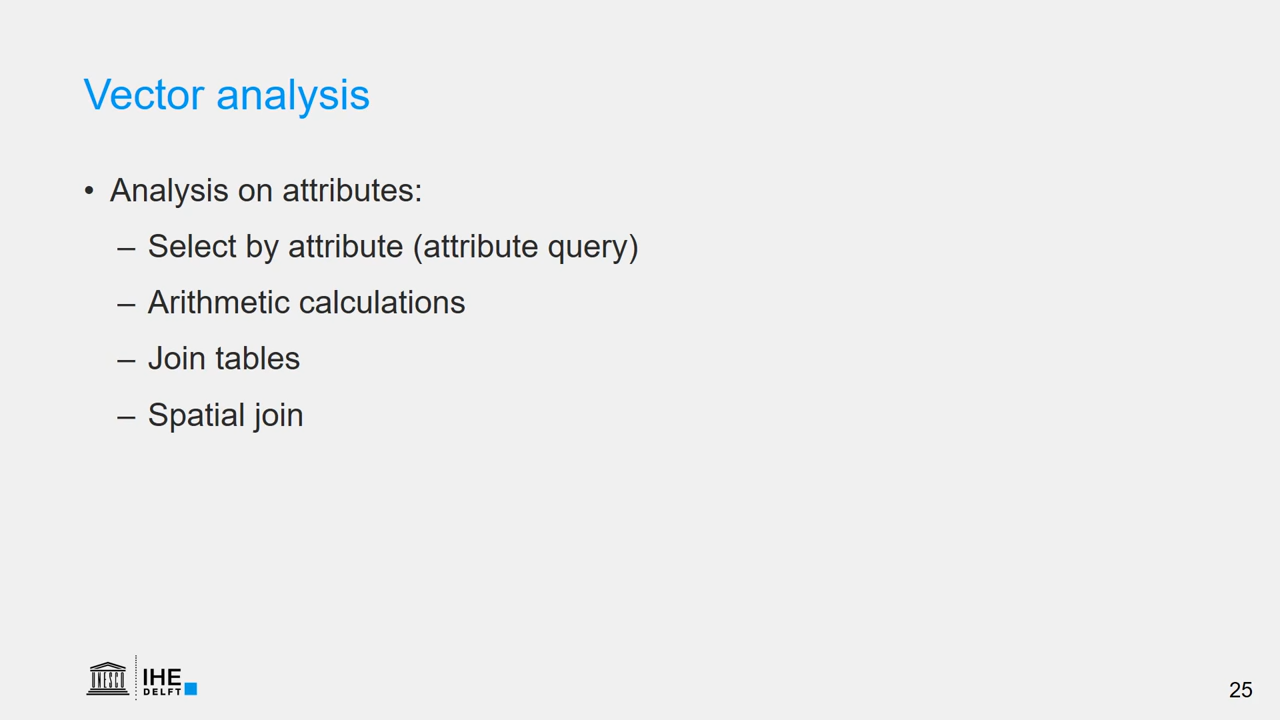 Vector analysis
• Analysis on attributes:
– Select by attribute (attribute query)
– Arithmetic calculations
– Join tables
– Spatial join
UNESCO
IHE
DELFT
25